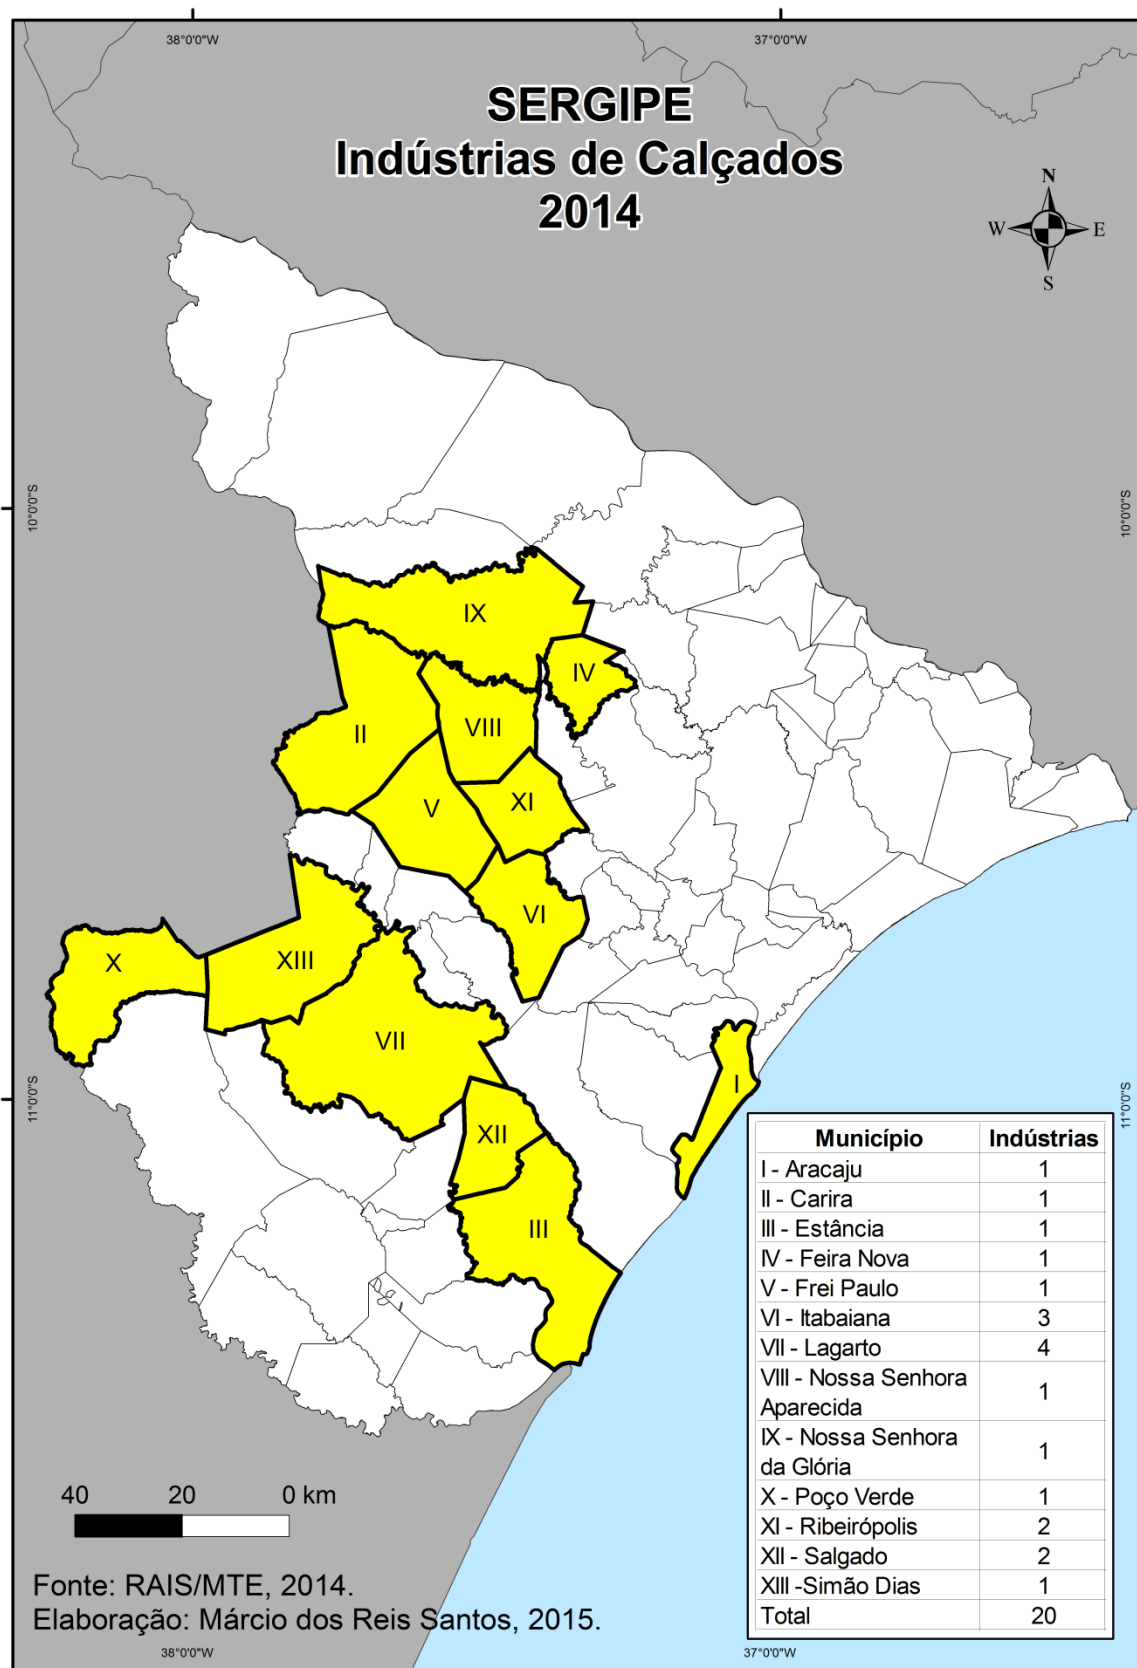 38°0'0"W
37°0'0"W
SERGIPE
Indústrias de Calçados
2014
N
W
E
S
10°0'0"S
10°0'0"S
IX
IV
II
VIII
V
XI
VI
X
XIII
VII
I
XII
III
11°0'0"S
11°0'0"S
Município Indústrias
I - Aracaju 1
II - Carira 1
III - Estância 1
IV - Feira Nova 1
V - Frei Paulo 1
VI - Itabaiana 3
VII - Lagarto 4
VIII - Nossa Senhora
Aparecida 1
IX - Nossa Senhora
da Glória 1
X - Poço Verde 1
XI - Ribeirópolis 2
XII - Salgado 2
XIII -Simão Dias 1
Total 20
40 20 0 km
Fonte: RAIS/MTE, 2014.
Elaboração: Márcio dos Reis Santos, 2015.
38°0'0"W
37°0'0"W